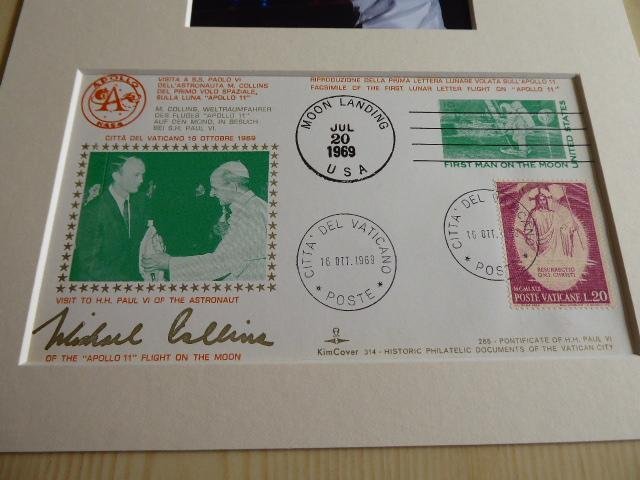 APOLLO
A
NASA
VISITA A S.S. PAOLO VI
DELL'ASTRONAUTA M. COLLINS
DEL PRIMO VOLO SPAZIALE,
SULLA LUNA "APOLLO 11"
M. COLLINS, WELTRAUMFAHRER
DES FLUGES "APOLLO 11"
AUF DEN MOND, IN BESUCH
BEI S.H. PAUL VI.
CITTÀ DEL VATICANO 16 OTTOBRE 1969
RIPRODUZIONE DELLA PRIMA LETTERA LUNARE VOLATA SULL'APOLLO 11
FACSIMILE OF THE FIRST LUNAR LETTER FLIGHT ON "APOLLO 11"
MOON LANDING
JUL
20
1969
USA
FIRST MAN ON THE MOON
UNITED STATES
CITTA' DEL VATICANO
16 OTT. 1969
* POSTE *
CITTA' DEL
16 OTT.
* POSTE
RESURRECTIO
MCMLXIX
POSTE VATICANE L.20
VISIT TO H.H. PAUL VI OF THE ASTRONAUT
Michael Collins
OF THE "APOLLO 11" FLIGHT ON THE MOON
265 - PONTIFICATE OF H.H. PAUL VI
KimCover 314 - HISTORIC PHILATELIC DOCUMENTS OF THE VATICAN CITY